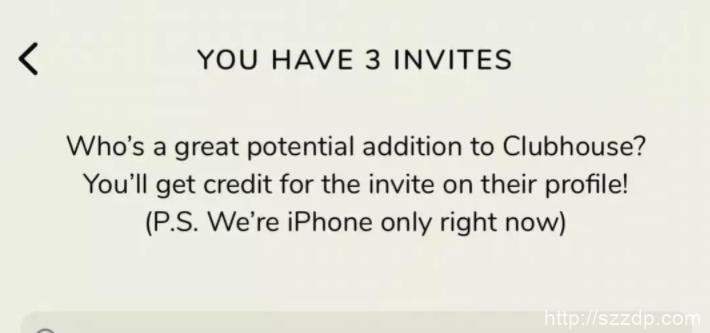 YOU HAVE 3 INVITES
Who's a great potential addition to Clubhouse?
You'll get credit for the invite on their profile!
(P.S. We're iPhone only right now)
http://szzdp.com